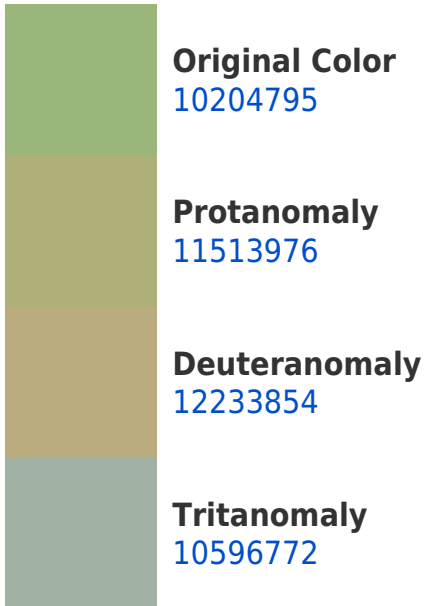 Original Color
10204795
Protanomaly
11513976
Deuteranomaly
12233854
Tritanomaly
10596772